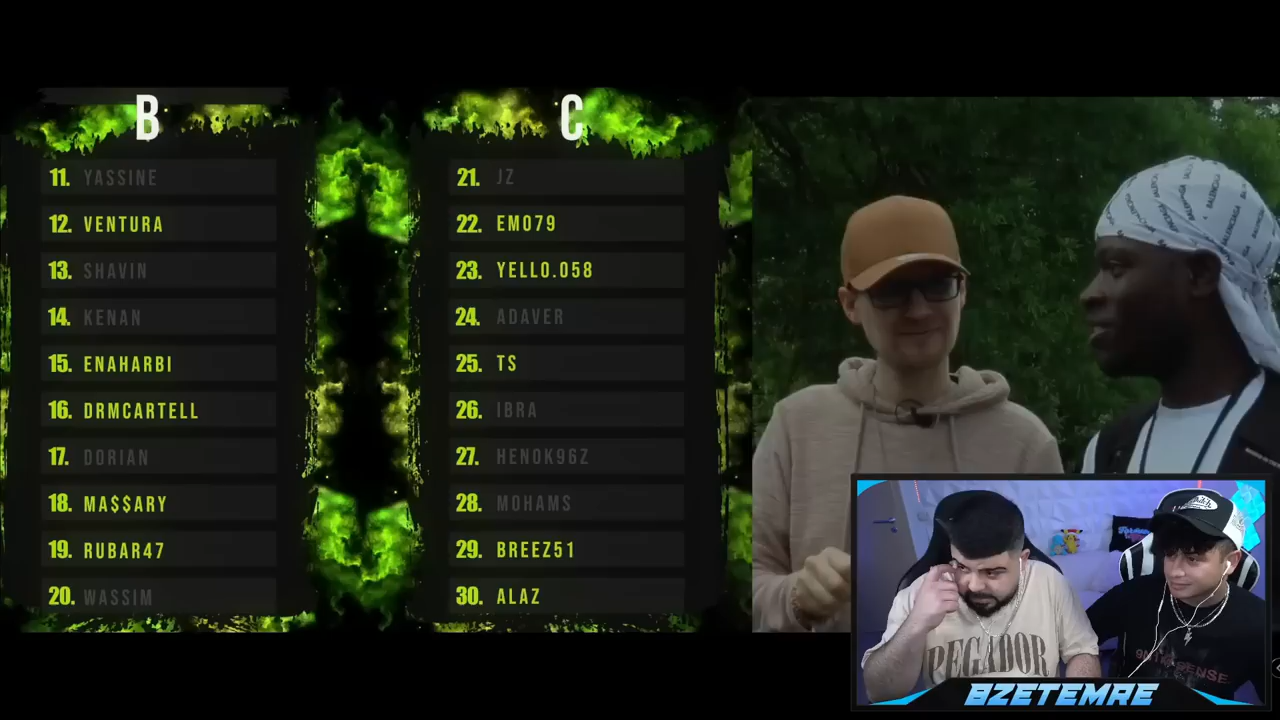 B
11. YASSINE
12. VENTURA
13. SHAVIN
14. KENAN
15. ENAHARBI
16. DRMCARTELL
17. DORIAN
18. MA$$ARY
19. RUBAR47
20. WASSIM
C
21. JZ
22. EMO79
23. YELLO.058
24. ADAVER
25. TS
26. IBRA
27. HENOK96Z
28. MOHAMS
29. BREEZ51
30. ALAZ
BALENCIAGA
PEGADOR
SENSE
BZETEMRE